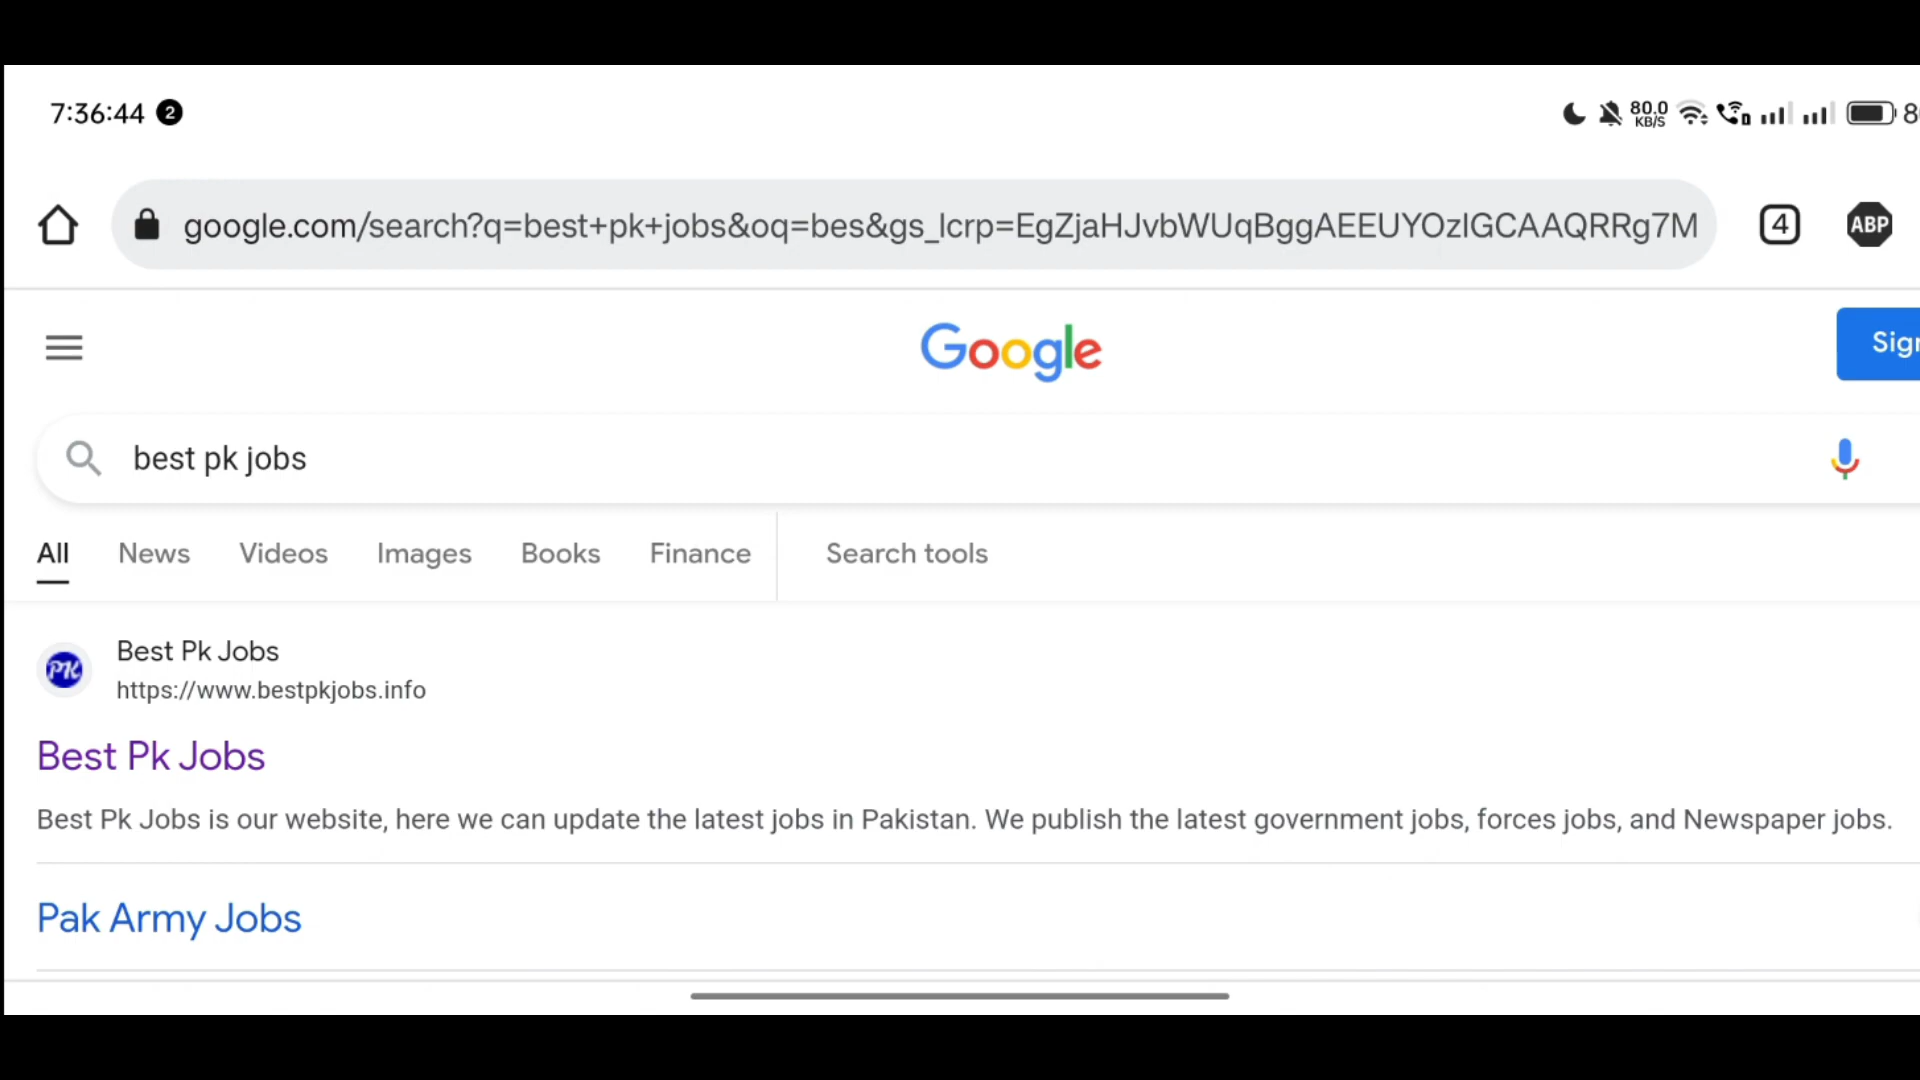 7:36:44 2
80.0
KB/S
google.com/search?q=best+pk+jobs&oq=bes&gs_lcrp=EgZjaHJvbWUqBggAEEUYOzIGCAAQRRg7M
4
ABP
Google
Sign
best pk jobs
All News Videos Images Books Finance Search tools
PK
Best Pk Jobs
https://www.bestpkjobs.info
Best Pk Jobs
Best Pk Jobs is our website, here we can update the latest jobs in Pakistan. We publish the latest government jobs, forces jobs, and Newspaper jobs.
Pak Army Jobs